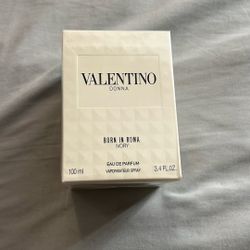 VALENTINO
DONNA
BORN IN ROMA
IVORY
EAU DE PARFUM
100 ml VAPORISATEUR SPRAY 3.4 FL.OZ.